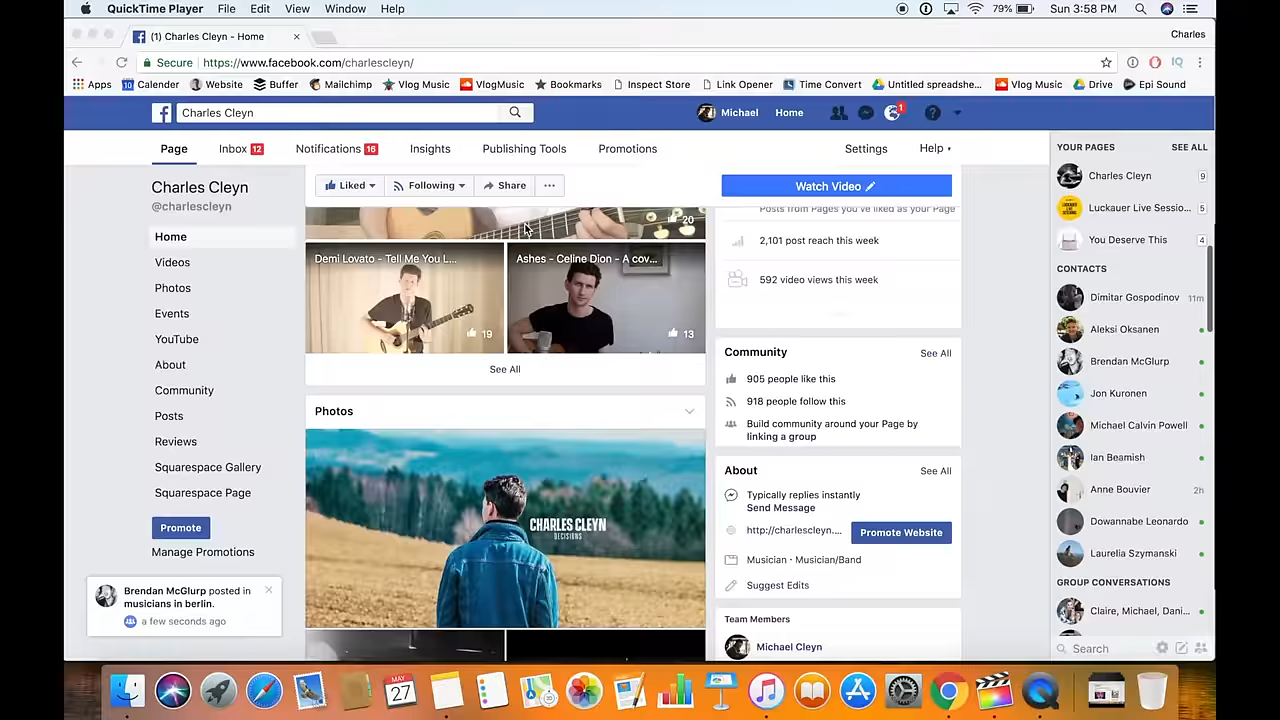 QuickTime Player File Edit View Window Help 79% Sun 3:58 PM
(1) Charles Cleyn - Home Charles
Secure https://www.facebook.com/charlescleyn/
Apps Calender Website Buffer Mailchimp Vlog Music VlogMusic Bookmarks Inspect Store Link Opener Time Convert Untitled spreadshe... Vlog Music Drive Epi Sound
Charles Cleyn Michael Home 1
Page Inbox 12 Notifications 16 Insights Publishing Tools Promotions Settings Help
Charles Cleyn
@charlescleyn
Home
Videos
Photos
Events
YouTube
About
Community
Posts
Reviews
Squarespace Gallery
Squarespace Page
Promote
Manage Promotions
Brendan McGlurp posted in
musicians in berlin.
a few seconds ago
Liked Following Share
Watch Video
20
Demi Lovato - Tell Me You L...
19
Ashes - Celine Dion - A cov...
13
See All
Photos
CHARLES CLEYN
DECISIONS
Posts from Pages you've liked as your Page
2,101 post reach this week
592 video views this week
Community See All
905 people like this
918 people follow this
Build community around your Page by
linking a group
About See All
Typically replies instantly
Send Message
http://charlescleyn.... Promote Website
Musician · Musician/Band
Suggest Edits
Team Members
Michael Cleyn
YOUR PAGES SEE ALL
Charles Cleyn 9
Luckauer Live Sessio... 5
You Deserve This 4
CONTACTS
Dimitar Gospodinov 11m
Aleksi Oksanen
Brendan McGlurp
Jon Kuronen
Michael Calvin Powell
Ian Beamish
Anne Bouvier 2h
Dowannabe Leonardo
Laurelia Szymanski
GROUP CONVERSATIONS
Claire, Michael, Dani...
Search
MAY
27